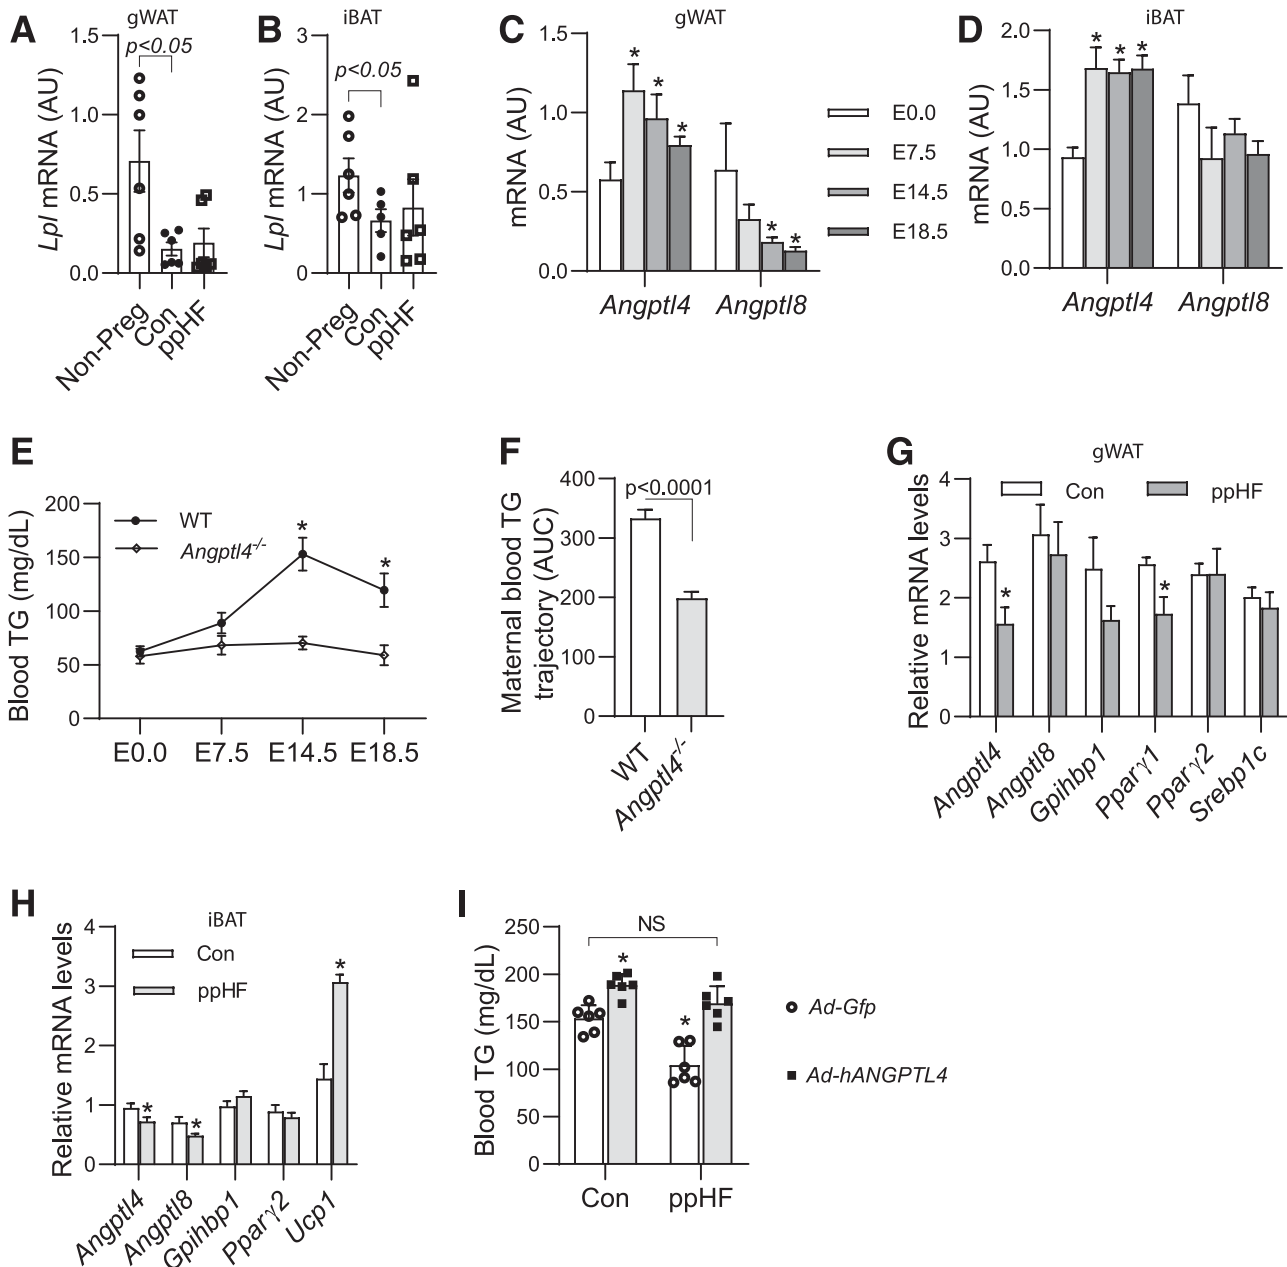 A
gWAT
Lpl mRNA (AU)
1.5
1.0
0.5
0.0
p<0.05
Non-Preg
Con
ppHF
B
iBAT
Lpl mRNA (AU)
3
2
1
0
p<0.05
Non-Preg
Con
ppHF
C
gWAT
mRNA (AU)
1.5
1.0
0.5
0.0
* * *
* *
Angptl4
Angptl8
E0.0
E7.5
E14.5
E18.5
D
iBAT
mRNA (AU)
2.0
1.5
1.0
0.5
0.0
* * *
Angptl4
Angptl8
E
Blood TG (mg/dL)
200
150
100
50
0
WT
Angptl4-/-
*
*
E0.0
E7.5
E14.5
E18.5
F
Maternal blood TG
trajectory (AUC)
400
300
200
100
0
p<0.0001
WT
Angptl4-/-
G
gWAT
Relative mRNA levels
4
3
2
1
0
Con
ppHF
*
*
Angptl4
Angptl8
Gpihbp1
Pparγ1
Pparγ2
Srebp1c
H
iBAT
Relative mRNA levels
4
3
2
1
0
Con
ppHF
*
*
*
Angptl4
Angptl8
Gpihbp1
Pparγ2
Ucp1
I
Blood TG (mg/dL)
250
200
150
100
50
0
NS
*
*
Con
ppHF
Ad-Gfp
Ad-hANGPTL4